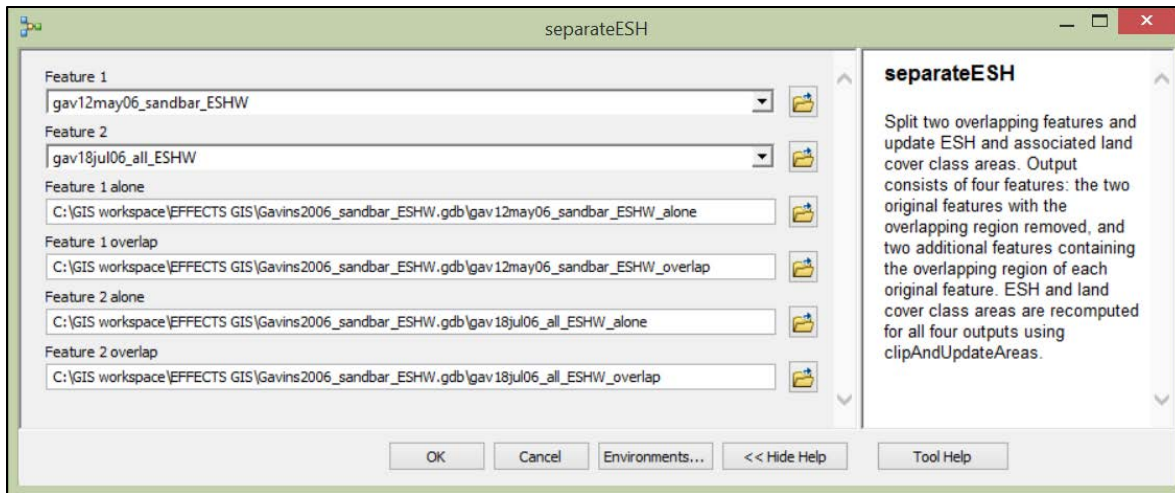 separateESH
Feature 1
gav12may06_sandbar_ESHW
Feature 2
gav18jul06_all_ESHW
Feature 1 alone
C:\GIS workspace\EFFECTS GIS\Gavins2006_sandbar_ESHW.gdb\gav12may06_sandbar_ESHW_alone
Feature 1 overlap
C:\GIS workspace\EFFECTS GIS\Gavins2006_sandbar_ESHW.gdb\gav12may06_sandbar_ESHW_overlap
Feature 2 alone
C:\GIS workspace\EFFECTS GIS\Gavins2006_sandbar_ESHW.gdb\gav18jul06_all_ESHW_alone
Feature 2 overlap
C:\GIS workspace\EFFECTS GIS\Gavins2006_sandbar_ESHW.gdb\gav18jul06_all_ESHW_overlap
separateESH
Split two overlapping features and
update ESH and associated land
cover class areas. Output
consists of four features: the two
original features with the
overlapping region removed, and
two additional features containing
the overlapping region of each
original feature. ESH and land
cover class areas are recomputed
for all four outputs using
clipAndUpdateAreas.
OK
Cancel
Environments...
<< Hide Help
Tool Help